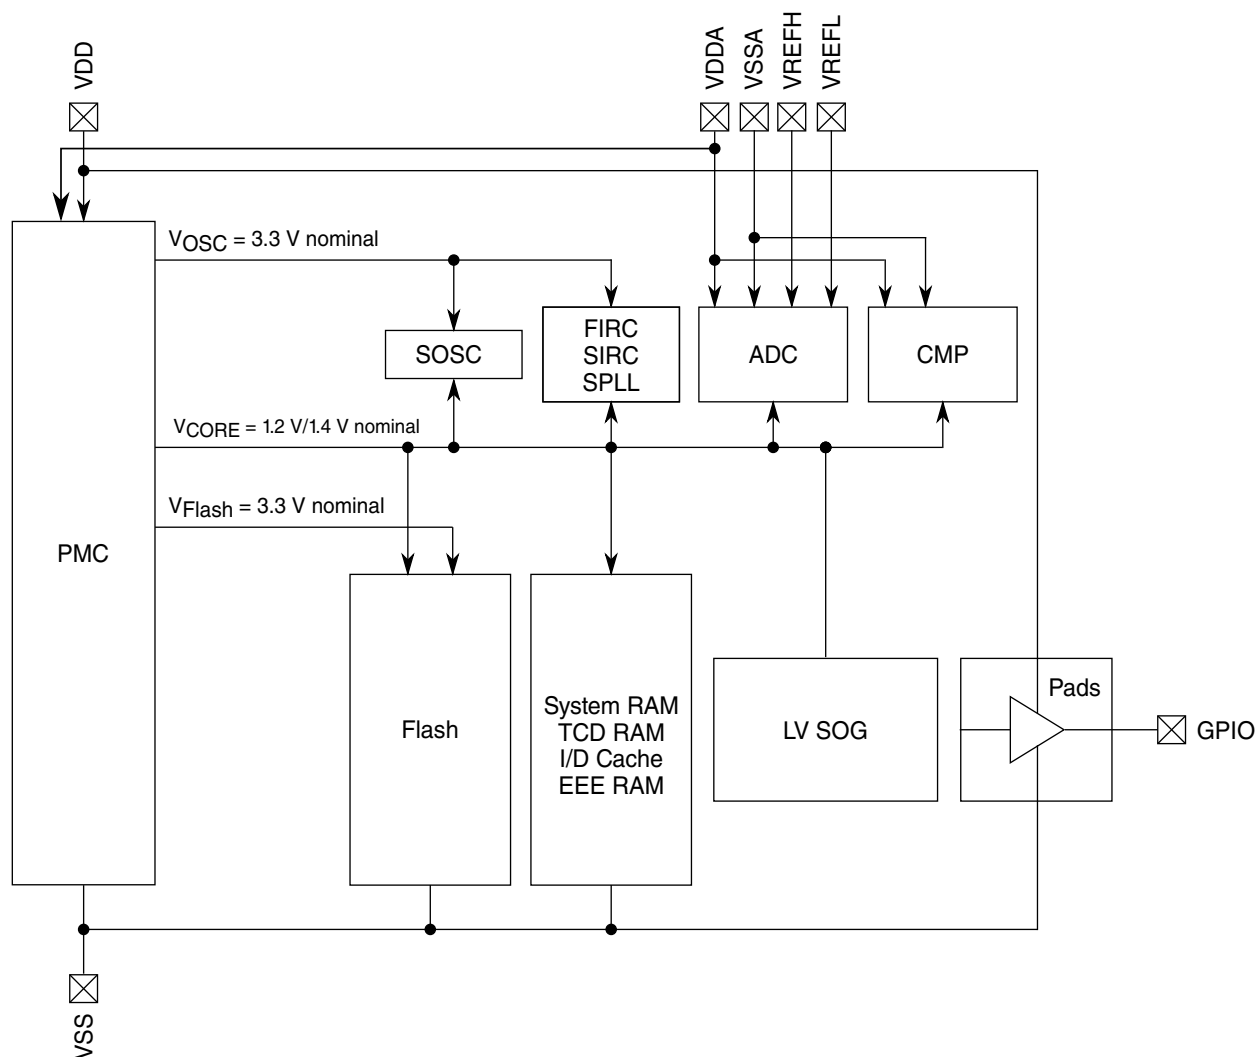 VDD
VDDA
VSSA
VREFH
VREFL
VOSC = 3.3 V nominal
SOSC
FIRC
SIRC
SPLL
ADC
CMP
VCORE = 1.2 V/1.4 V nominal
VFlash = 3.3 V nominal
PMC
Flash
System RAM
TCD RAM
I/D Cache
EEE RAM
LV SOG
Pads
GPIO
VSS